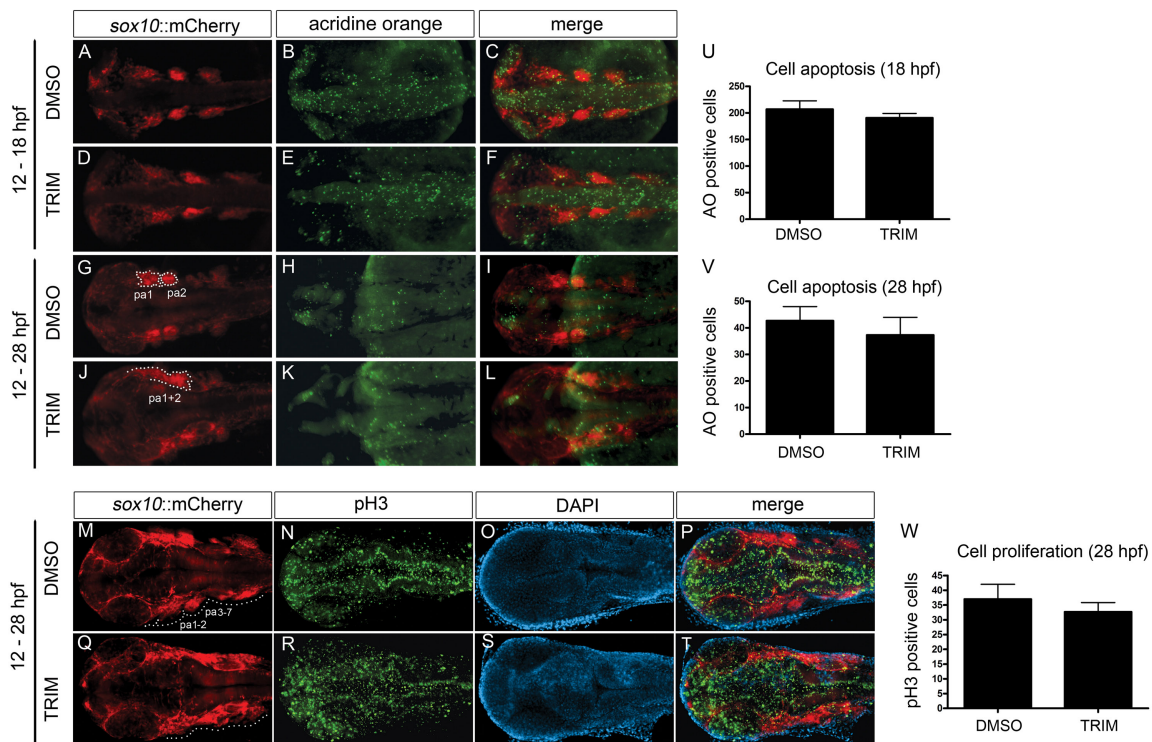 sox10::mCherry acridine orange merge
12 - 18 hpf
DMSO
A B C
TRIM
D E F
12 - 28 hpf
DMSO
G H I
pa1 pa2
TRIM
J K L
pa1+2
U
Cell apoptosis (18 hpf)
AO positive cells
250
200
150
100
50
0
DMSO TRIM
V
Cell apoptosis (28 hpf)
AO positive cells
50
40
30
20
10
0
DMSO TRIM
sox10::mCherry pH3 DAPI merge
12 - 28 hpf
DMSO
M N O P
pa3-7
pa1-2
TRIM
Q R S T
W
Cell proliferation (28 hpf)
pH3 positive cells
45
40
35
30
25
20
15
10
5
0
DMSO TRIM